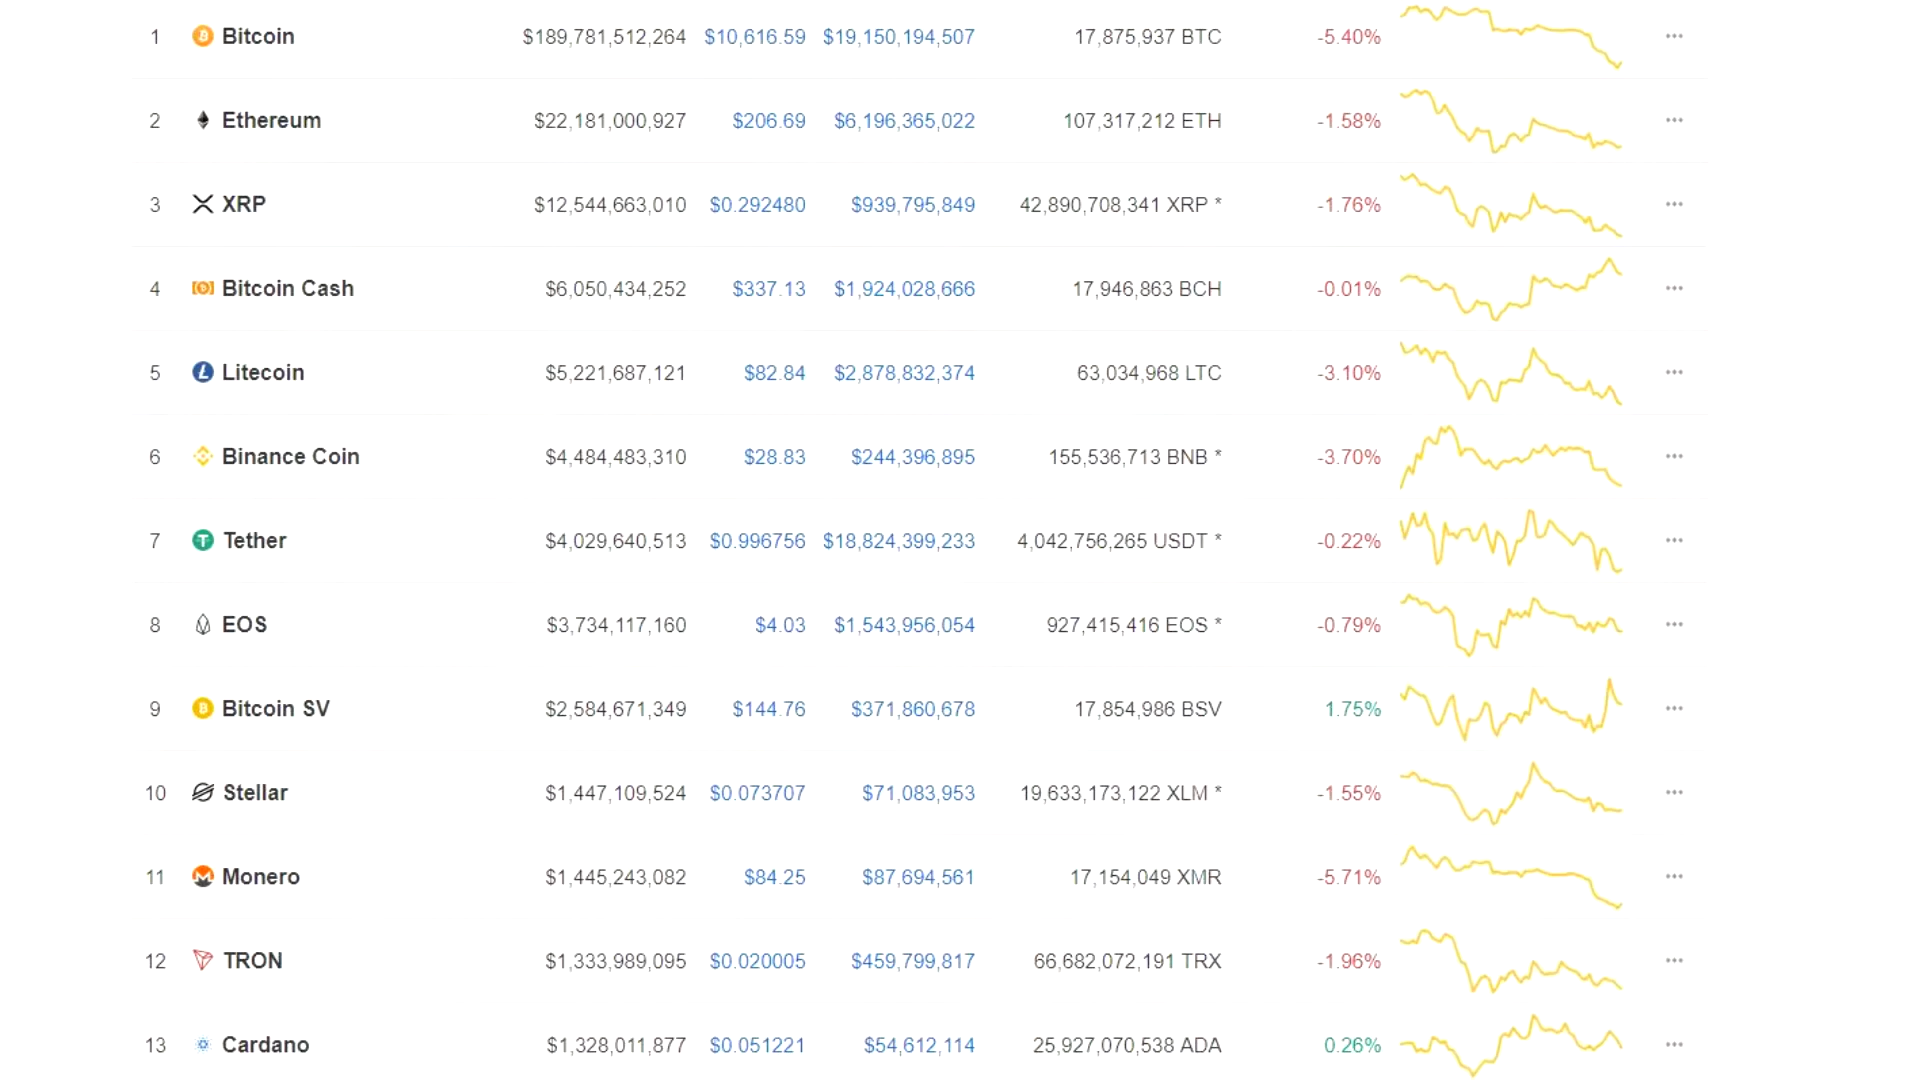 1 Bitcoin $189,781,512,264 $10,616.59 $19,150,194,507 17,875,937 BTC -5.40%
2 Ethereum $22,181,000,927 $206.69 $6,196,365,022 107,317,212 ETH -1.58%
3 XRP $12,544,663,010 $0.292480 $939,795,849 42,890,708,341 XRP * -1.76%
4 Bitcoin Cash $6,050,434,252 $337.13 $1,924,028,666 17,946,863 BCH -0.01%
5 Litecoin $5,221,687,121 $82.84 $2,878,832,374 63,034,968 LTC -3.10%
6 Binance Coin $4,484,483,310 $28.83 $244,396,895 155,536,713 BNB * -3.70%
7 Tether $4,029,640,513 $0.996756 $18,824,399,233 4,042,756,265 USDT * -0.22%
8 EOS $3,734,117,160 $4.03 $1,543,956,054 927,415,416 EOS * -0.79%
9 Bitcoin SV $2,584,671,349 $144.76 $371,860,678 17,854,986 BSV 1.75%
10 Stellar $1,447,109,524 $0.073707 $71,083,953 19,633,173,122 XLM * -1.55%
11 Monero $1,445,243,082 $84.25 $87,694,561 17,154,049 XMR -5.71%
12 TRON $1,333,989,095 $0.020005 $459,799,817 66,682,072,191 TRX -1.96%
13 Cardano $1,328,011,877 $0.051221 $54,612,114 25,927,070,538 ADA 0.26%